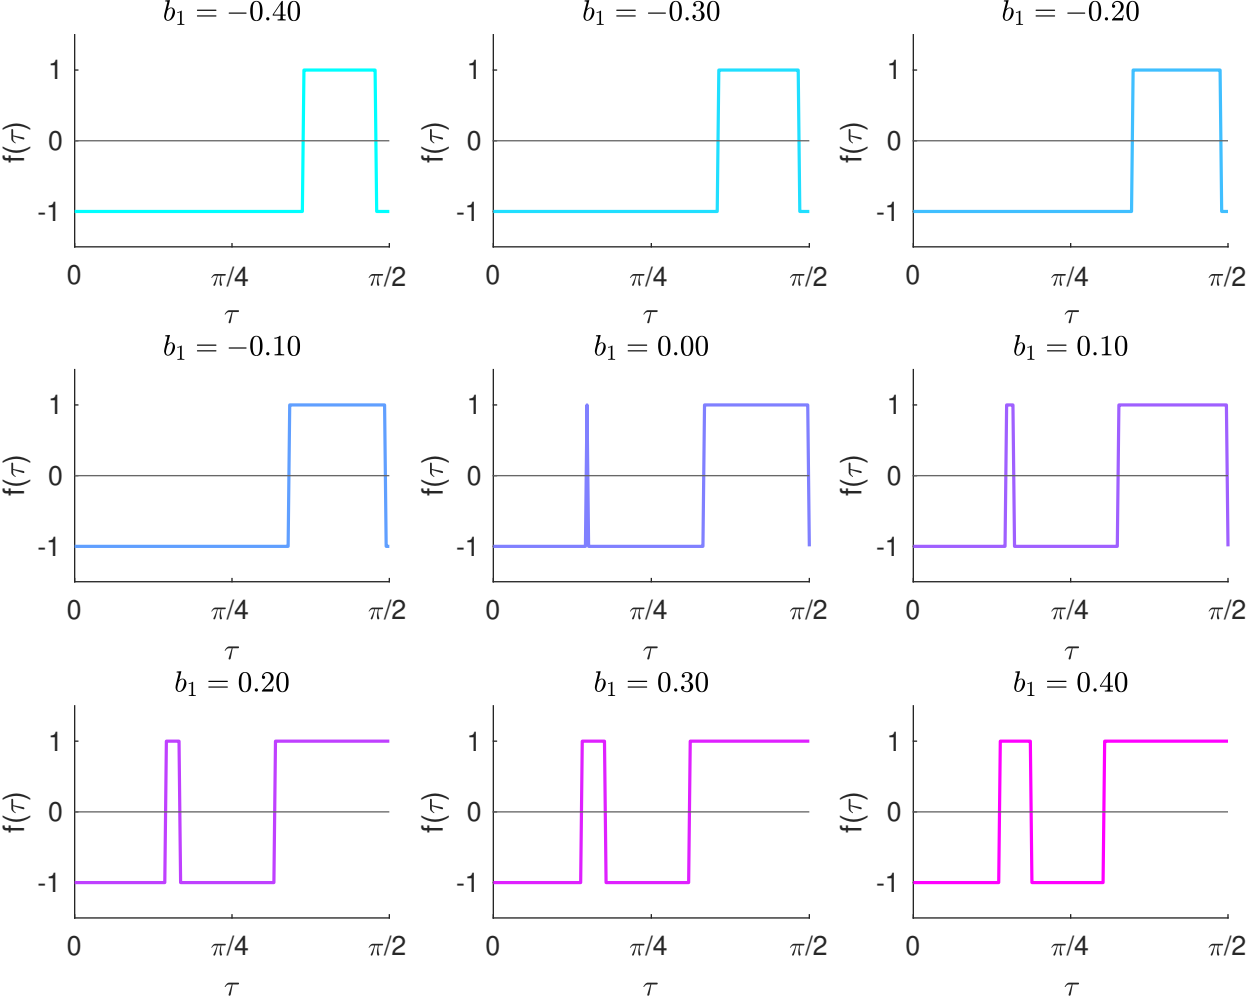 b₁ = −0.40
b₁ = −0.30
b₁ = −0.20
1
0
-1
f(τ)
0
π/4
π/2
τ
1
0
-1
f(τ)
0
π/4
π/2
τ
1
0
-1
f(τ)
0
π/4
π/2
τ
b₁ = −0.10
b₁ = 0.00
b₁ = 0.10
1
0
-1
f(τ)
0
π/4
π/2
τ
1
0
-1
f(τ)
0
π/4
π/2
τ
1
0
-1
f(τ)
0
π/4
π/2
τ
b₁ = 0.20
b₁ = 0.30
b₁ = 0.40
1
0
-1
f(τ)
0
π/4
π/2
τ
1
0
-1
f(τ)
0
π/4
π/2
τ
1
0
-1
f(τ)
0
π/4
π/2
τ